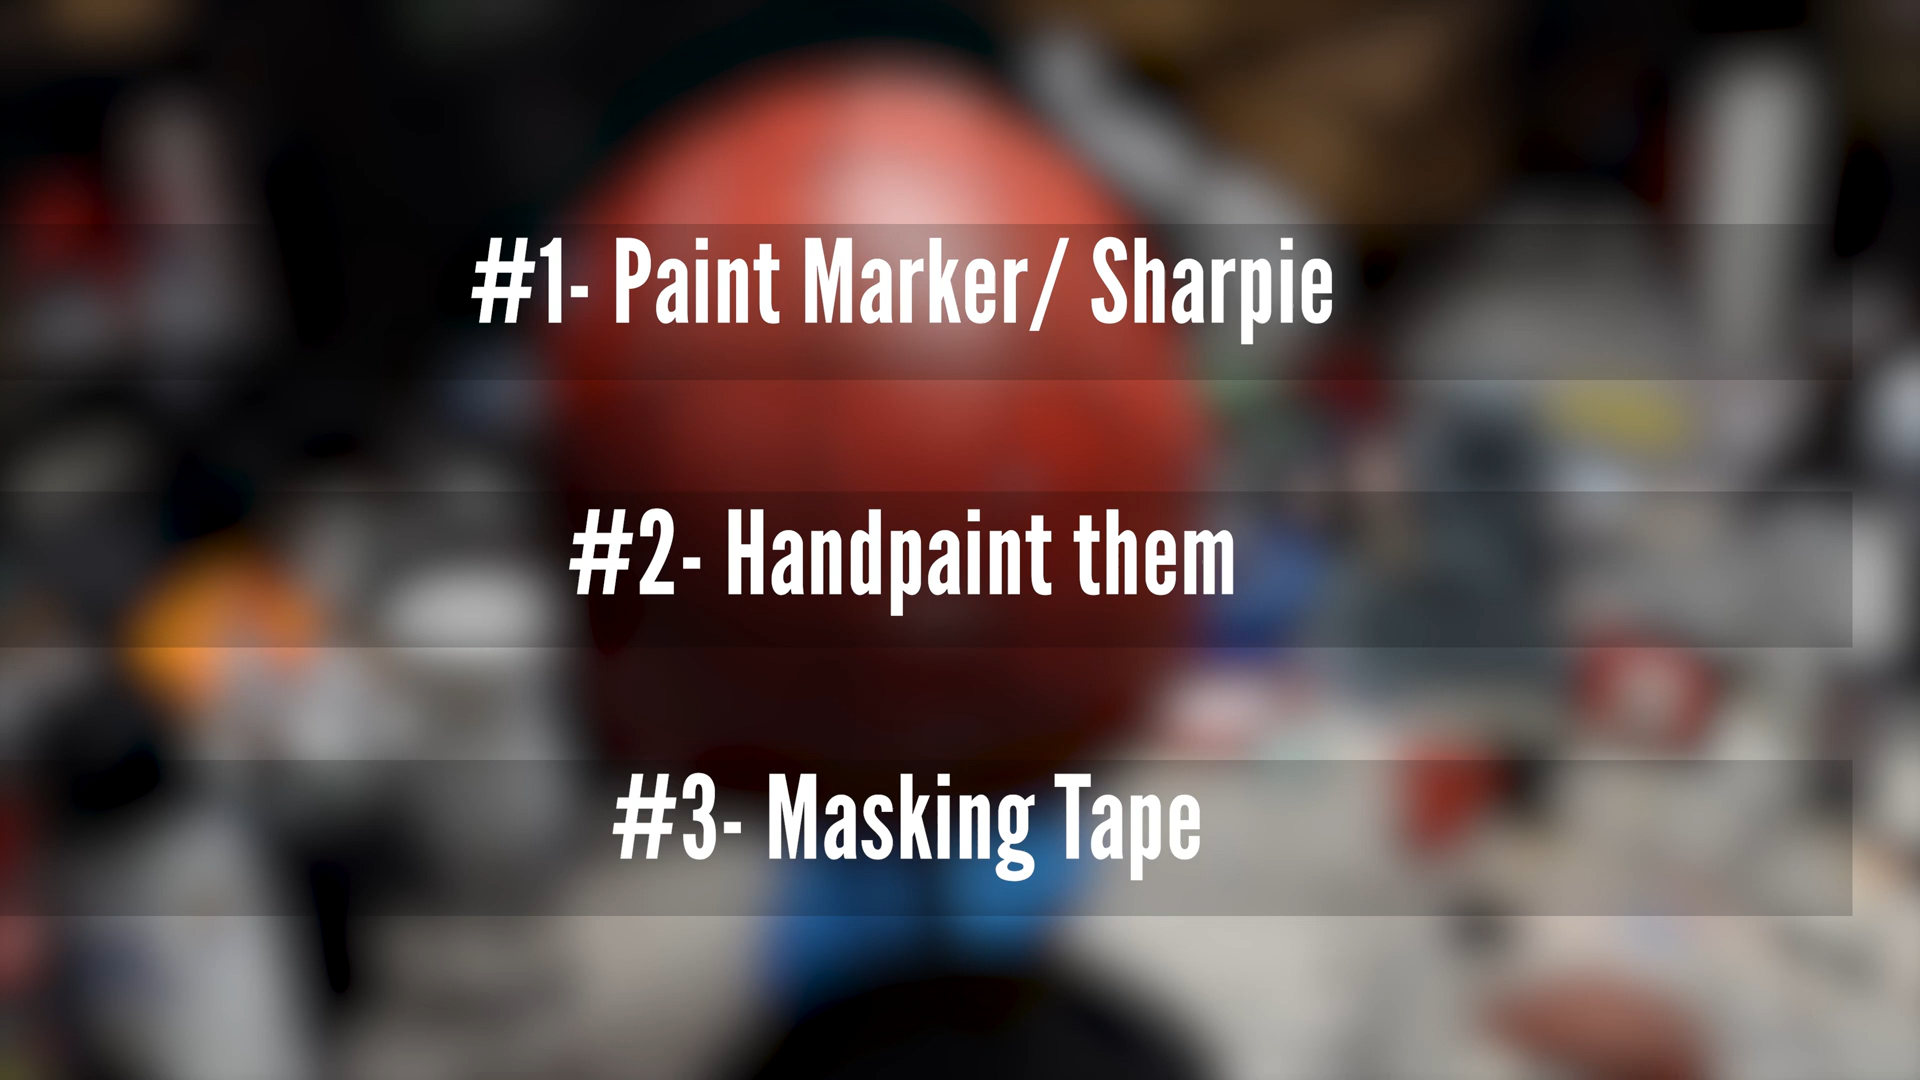 #1- Paint Marker/ Sharpie
#2- Handpaint them
#3- Masking Tape